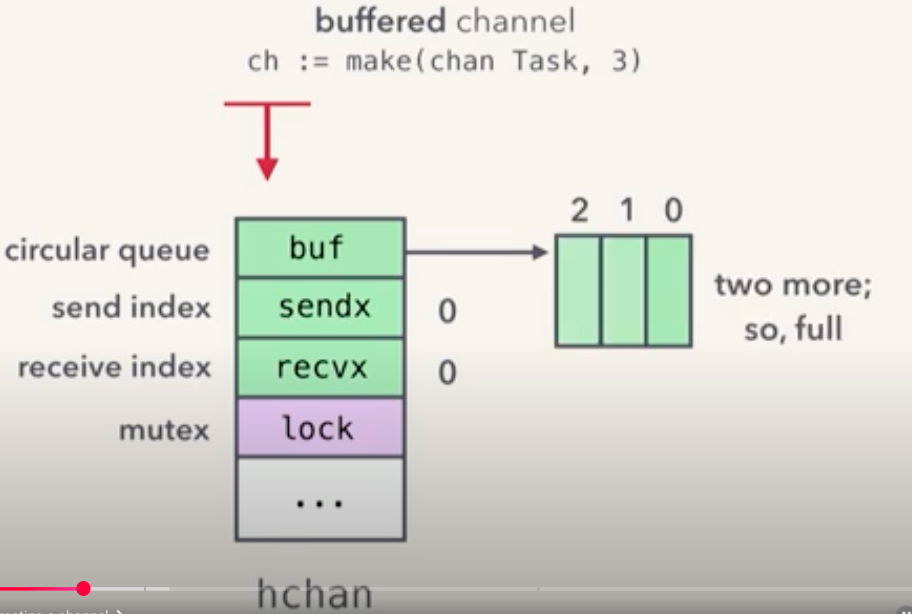 buffered channel
ch := make(chan Task, 3)
2 1 0
circular queue buf
two more;
so, full
send index sendx 0
receive index recvx 0
mutex lock
...
hchan